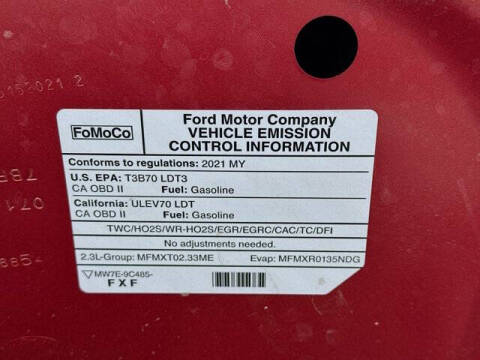 FoMoCo
Ford Motor Company
VEHICLE EMISSION
CONTROL INFORMATION
Conforms to regulations: 2021 MY
U.S. EPA: T3B70 LDT3
CA OBD II Fuel: Gasoline
California: ULEV70 LDT
CA OBD II Fuel: Gasoline
TWC/HO2S/WR-HO2S/EGR/EGRC/CAC/TC/DFI
No adjustments needed.
2.3L-Group: MFMXT02.33ME Evap: MFMXR0135NDG
MW7E-9C485-
FXF